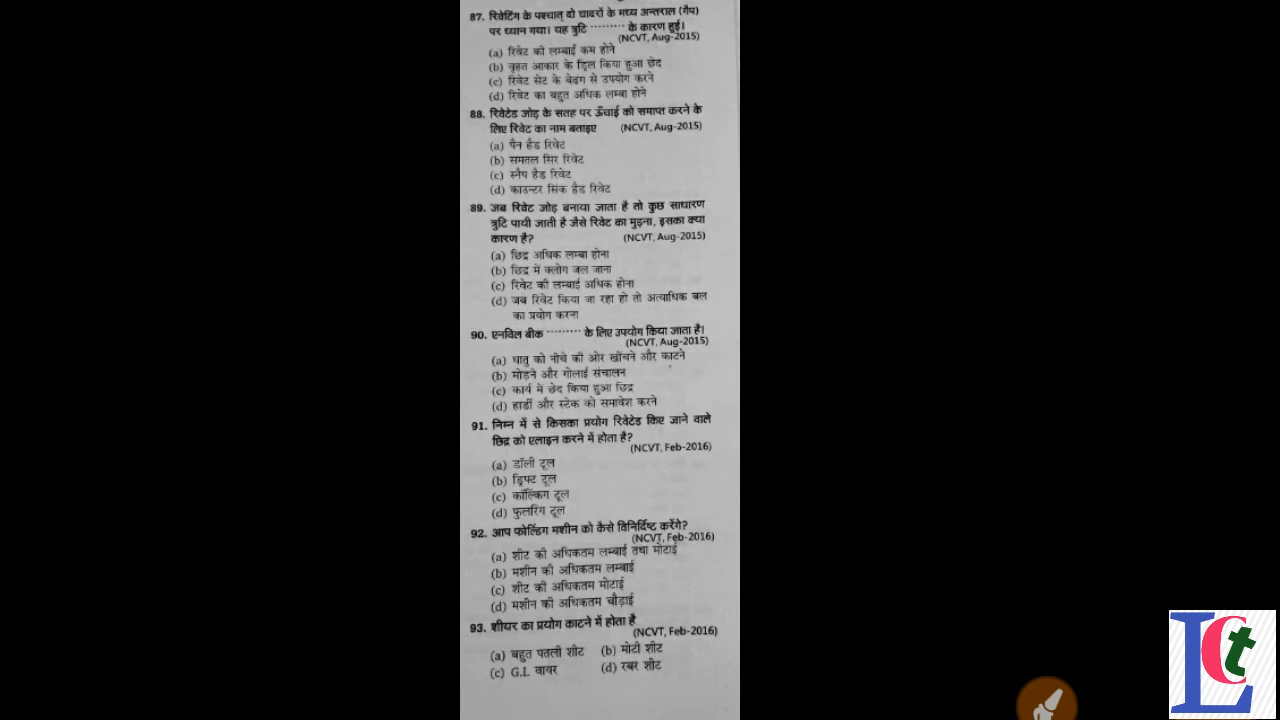 87. रिवेटिंग के पश्चात् दो चादरों के मध्य अन्तराल (गैप)
पर ध्यान गया। यह त्रुटि ········· के कारण हुई।
(NCVT, Aug-2015)
(a) रिवेट की लम्बाई कम होने
(b) वृहत आकार के ड्रिल किया हुआ छेद
(c) रिवेट सेट के बेढंग से उपयोग करने
(d) रिवेट का बहुत अधिक लम्बा होने
88. रिवेटेड जोड़ के सतह पर ऊँचाई को समाप्त करने के
लिए रिवेट का नाम बताइए (NCVT, Aug-2015)
(a) पैन हैड रिवेट
(b) समतल सिर रिवेट
(c) स्नैप हैड रिवेट
(d) काउन्टर सिंक हैड रिवेट
89. जब रिवेट जोड़ बनाया जाता है तो कुछ साधारण
त्रुटि पायी जाती है जैसे रिवेट का मुड़ना, इसका क्या
कारण है? (NCVT, Aug-2015)
(a) छिद्र अधिक लम्बा होना
(b) छिद्र में क्लोग जल जाना
(c) रिवेट की लम्बाई अधिक होना
(d) जब रिवेट किया जा रहा हो तो अत्याधिक बल
का प्रयोग करना
90. एनविल बीक ········· के लिए उपयोग किया जाता है।
(NCVT, Aug-2015)
(a) धातु को नीचे की ओर खींचने और काटने
(b) मोड़ने और गोलाई संचालन
(c) कार्य में छेद किया हुआ छिद्र
(d) हार्डी और स्टेक को समावेश करने
91. निम्न में से किसका प्रयोग रिवेटेड किए जाने वाले
छिद्र को एलाइन करने में होता है?
(NCVT, Feb-2016)
(a) डॉली टूल
(b) ड्रिफ्ट टूल
(c) कॉल्किंग टूल
(d) फुलरिंग टूल
92. आप फोल्डिंग मशीन को कैसे विनिर्दिष्ट करेंगे?
(NCVT, Feb-2016)
(a) शीट की अधिकतम लम्बाई तथा मोटाई
(b) मशीन की अधिकतम लम्बाई
(c) शीट की अधिकतम मोटाई
(d) मशीन की अधिकतम चौड़ाई
93. शीयर का प्रयोग काटने में होता है
(NCVT, Feb-2016)
(a) बहुत पतली शीट (b) मोटी शीट
(c) G.I. वायर (d) रबर शीट
LCt